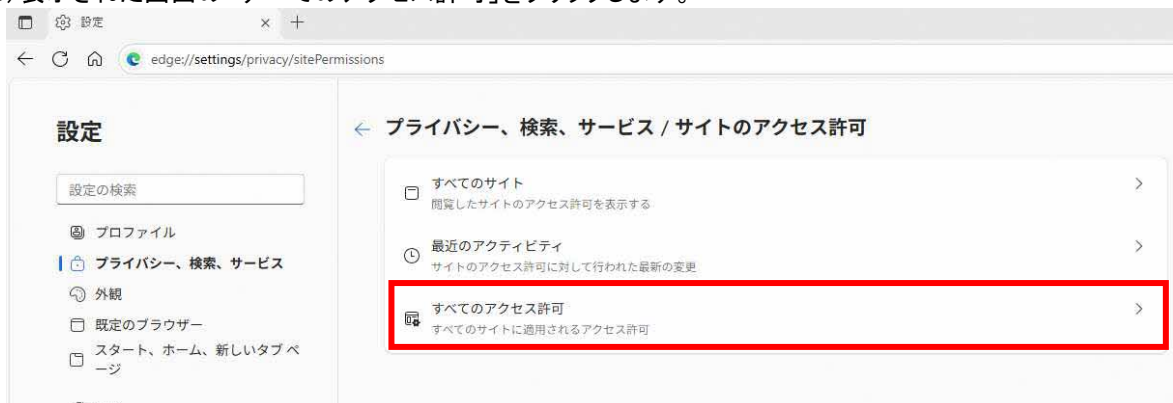 設定
edge://settings/privacy/sitePermissions
設定
設定の検索
プロファイル
プライバシー、検索、サービス
外観
既定のブラウザー
スタート、ホーム、新しいタブ ペ
ージ
プライバシー、検索、サービス / サイトのアクセス許可
すべてのサイト
閲覧したサイトのアクセス許可を表示する
最近のアクティビティ
サイトのアクセス許可に対して行われた最新の変更
すべてのアクセス許可
すべてのサイトに適用されるアクセス許可